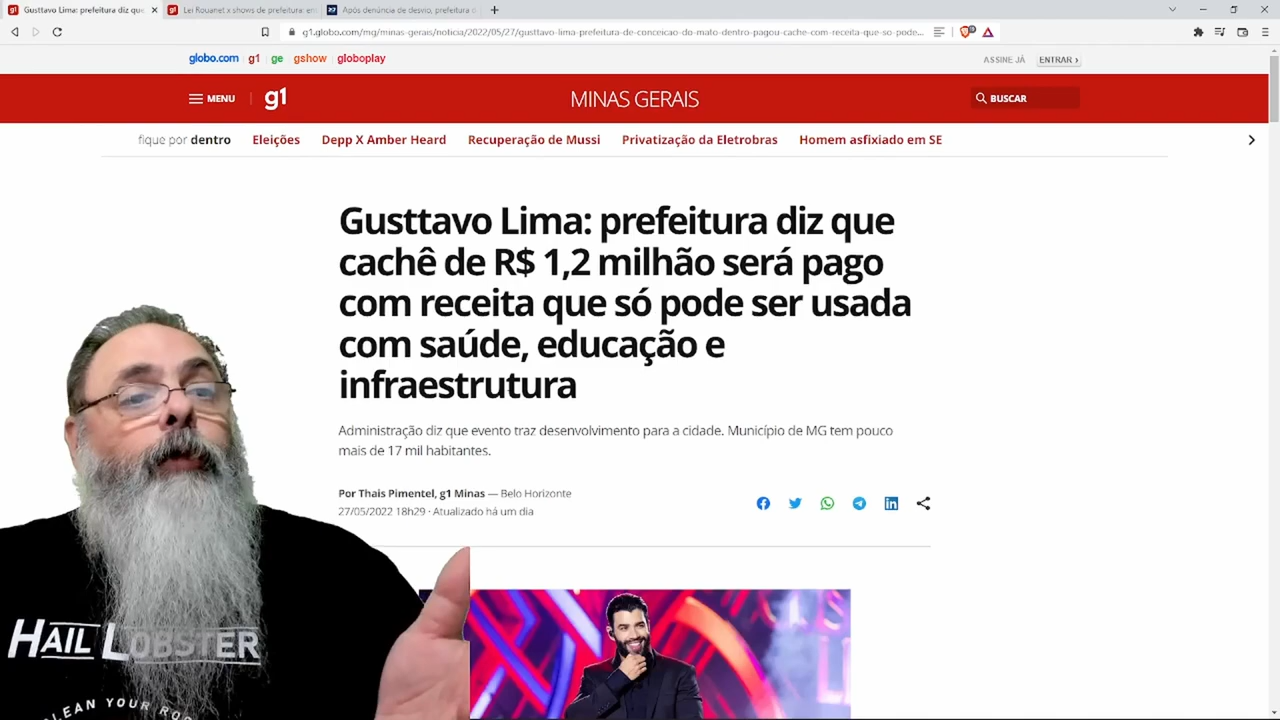 Gusttavo Lima: prefeitura diz que
Lei Rouanet x shows de prefeitura: en
Após denúncia de desvio, prefeitura o
g1.globo.com/mg/minas-gerais/noticia/2022/05/27/gusttavo-lima-prefeitura-de-conceicao-do-mato-dentro-pagou-cache-com-receita-que-so-pode...
globo.com g1 ge gshow globoplay
ASSINE JÁ ENTRAR ›
MENU g1 MINAS GERAIS BUSCAR
fique por dentro Eleições Depp X Amber Heard Recuperação de Mussi Privatização da Eletrobras Homem asfixiado em SE
Gusttavo Lima: prefeitura diz que
cachê de R$ 1,2 milhão será pago
com receita que só pode ser usada
com saúde, educação e
infraestrutura
Administração diz que evento traz desenvolvimento para a cidade. Município de MG tem pouco
mais de 17 mil habitantes.
Por Thais Pimentel, g1 Minas — Belo Horizonte
27/05/2022 18h29 · Atualizado há um dia
HAIL LOBSTER
CLEAN YOUR ROO